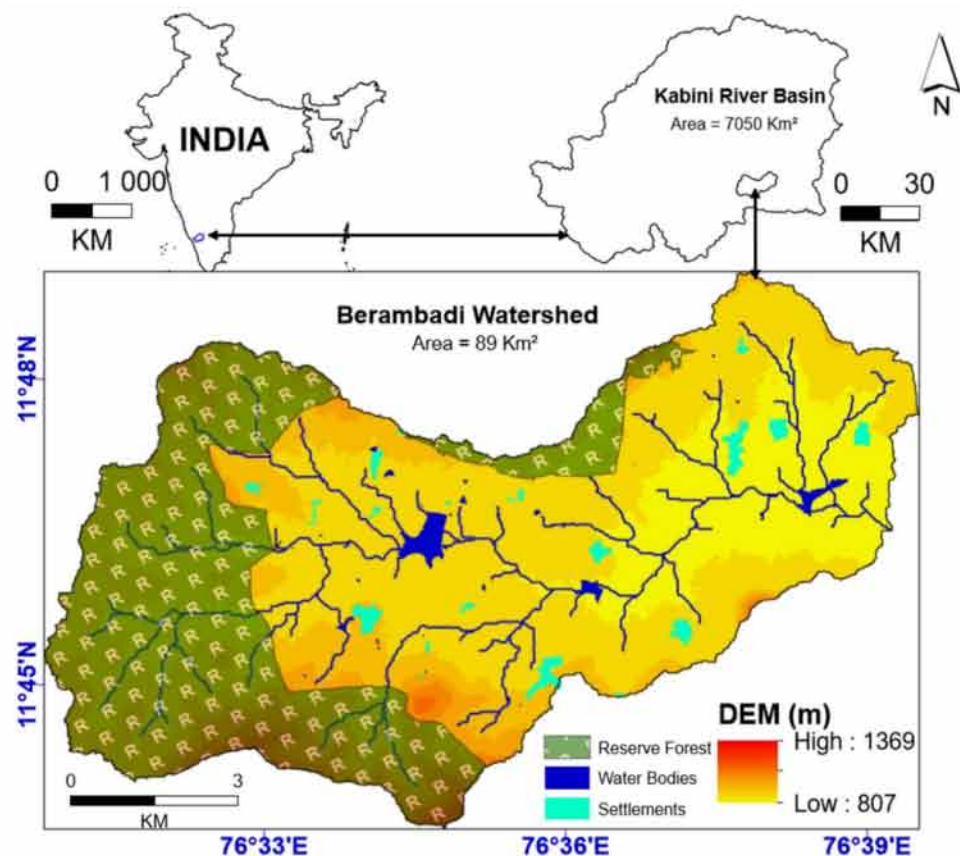 INDIA
Kabini River Basin
Area = 7050 Km²
N
0 1 000
KM
0 30
KM
Berambadi Watershed
Area = 89 Km²
11°48'N
11°45'N
DEM (m)
High : 1369
Low : 807
Reserve Forest
Water Bodies
Settlements
0 3
KM
76°33'E 76°36'E 76°39'E